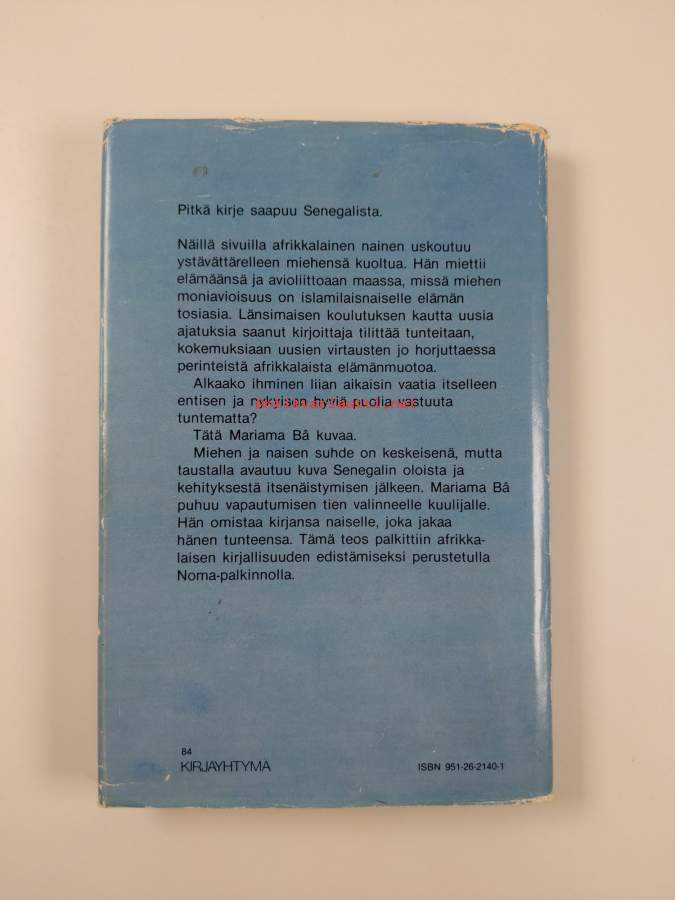 Pitkä kirje saapuu Senegalista.
Näillä sivuilla afrikkalainen nainen uskoutuu
ystävättärelleen miehensä kuoltua. Hän miettii
elämäänsä ja avioliittoaan maassa, missä miehen
moniavioisuus on islamilaisnaiselle elämän
tosiasia. Länsimaisen koulutuksen kautta uusia
ajatuksia saanut kirjoittaja tilittää tunteitaan,
kokemuksiaan uusien virtausten jo horjuttaessa
perinteistä afrikkalaista elämänmuotoa.
Alkaako ihminen liian aikaisin vaatia itselleen
entisen ja nykyisen hyviä puolia vastuuta
tuntematta?
Tätä Mariama Bå kuvaa.
Miehen ja naisen suhde on keskeisenä, mutta
taustalla avautuu kuva Senegalin oloista ja
kehityksestä itsenäistymisen jälkeen. Mariama Bå
puhuu vapautumisen tien valinneelle kuulijalle.
Hän omistaa kirjansa naiselle, joka jakaa
hänen tunteensa. Tämä teos palkittiin afrikka-
laisen kirjallisuuden edistämiseksi perustetulla
Noma-palkinnolla.
84
KIRJAYHTYMÄ
ISBN 951-26-2140-1